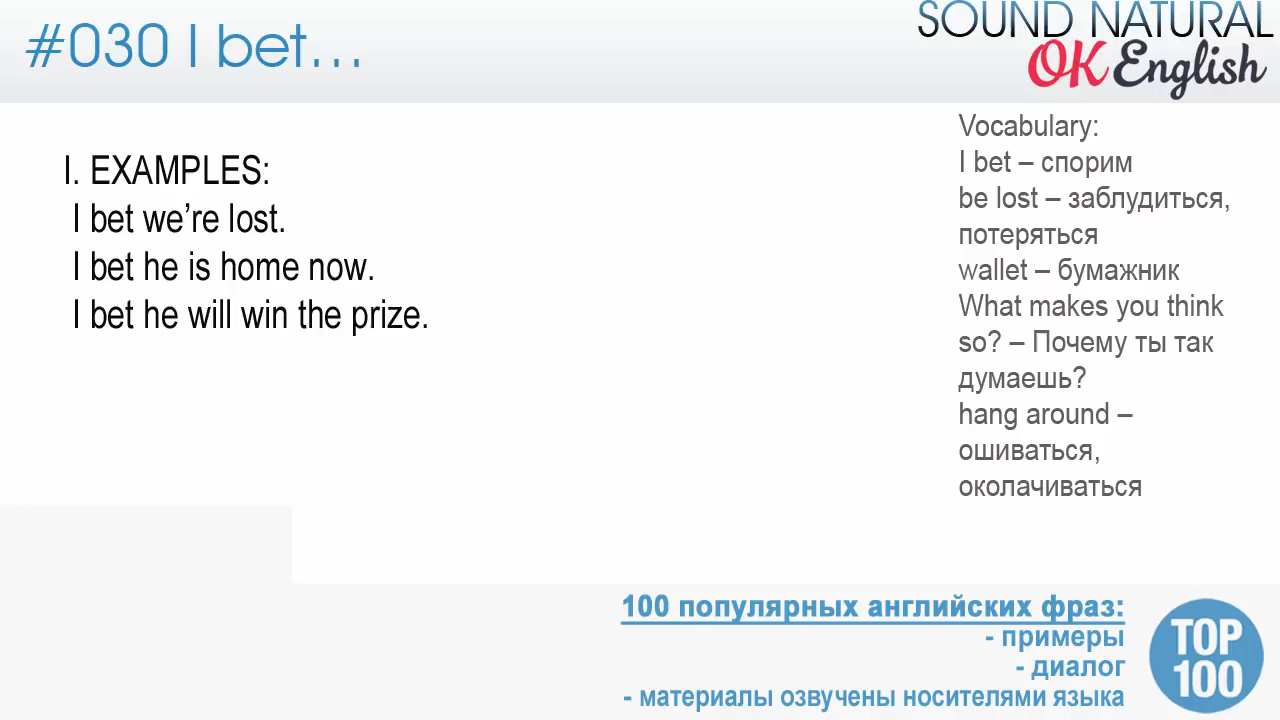 #030 I bet...
SOUND NATURAL
OK English
I. EXAMPLES:
I bet we’re lost.
I bet he is home now.
I bet he will win the prize.
Vocabulary:
I bet – спорим
be lost – заблудиться,
потеряться
wallet – бумажник
What makes you think
so? – Почему ты так
думаешь?
hang around –
ошиваться,
околачиваться
100 популярных английских фраз:
- примеры
- диалог
- материалы озвучены носителями языка
TOP
100